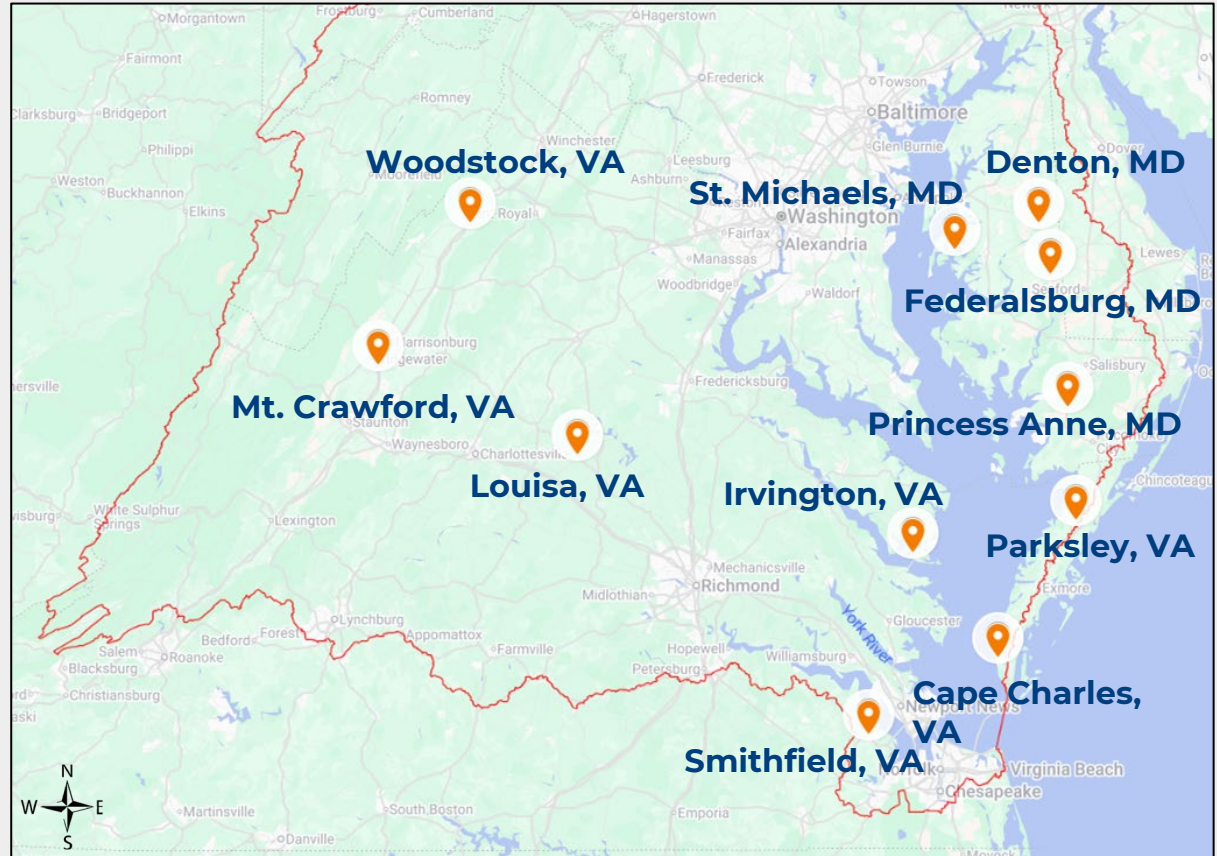 Morgantown
Frostburg
Cumberland
Hagerstown
Newark
Fairmont
Frederick
Towson
Romney
Baltimore
Clarksburg
Bridgeport
Winchester
Glen Burnie
Philippi
Woodstock, VA
Moorefield
Leesburg
Denton, MD
Dover
Weston
Buckhannon
Ashburn
St. Michaels, MD
Elkins
Royal
Washington
Fairfax
Alexandria
Manassas
Lewes
Woodbridge
Seaford
Waldorf
Federalsburg, MD
Harrisonburg
Salisbury
Fredericksburg
Mt. Crawford, VA
Staunton
Princess Anne, MD
Waynesboro
Charlottesville
City
Louisa, VA
Irvington, VA
Chincoteagu
White Sulphur
Springs
Lexington
Parksley, VA
Mechanicsville
Richmond
Midlothian
Exmore
Lynchburg
York River
Gloucester
Bedford
Forest
Appomattox
Farmville
Hopewell
Williamsburg
Salem
Roanoke
Petersburg
Blacksburg
Christiansburg
Cape Charles,
VA
Newport News
Smithfield, VA
Norfolk
Virginia Beach
Chesapeake
N
W
E
S
Martinsville
South Boston
Emporia
Danville